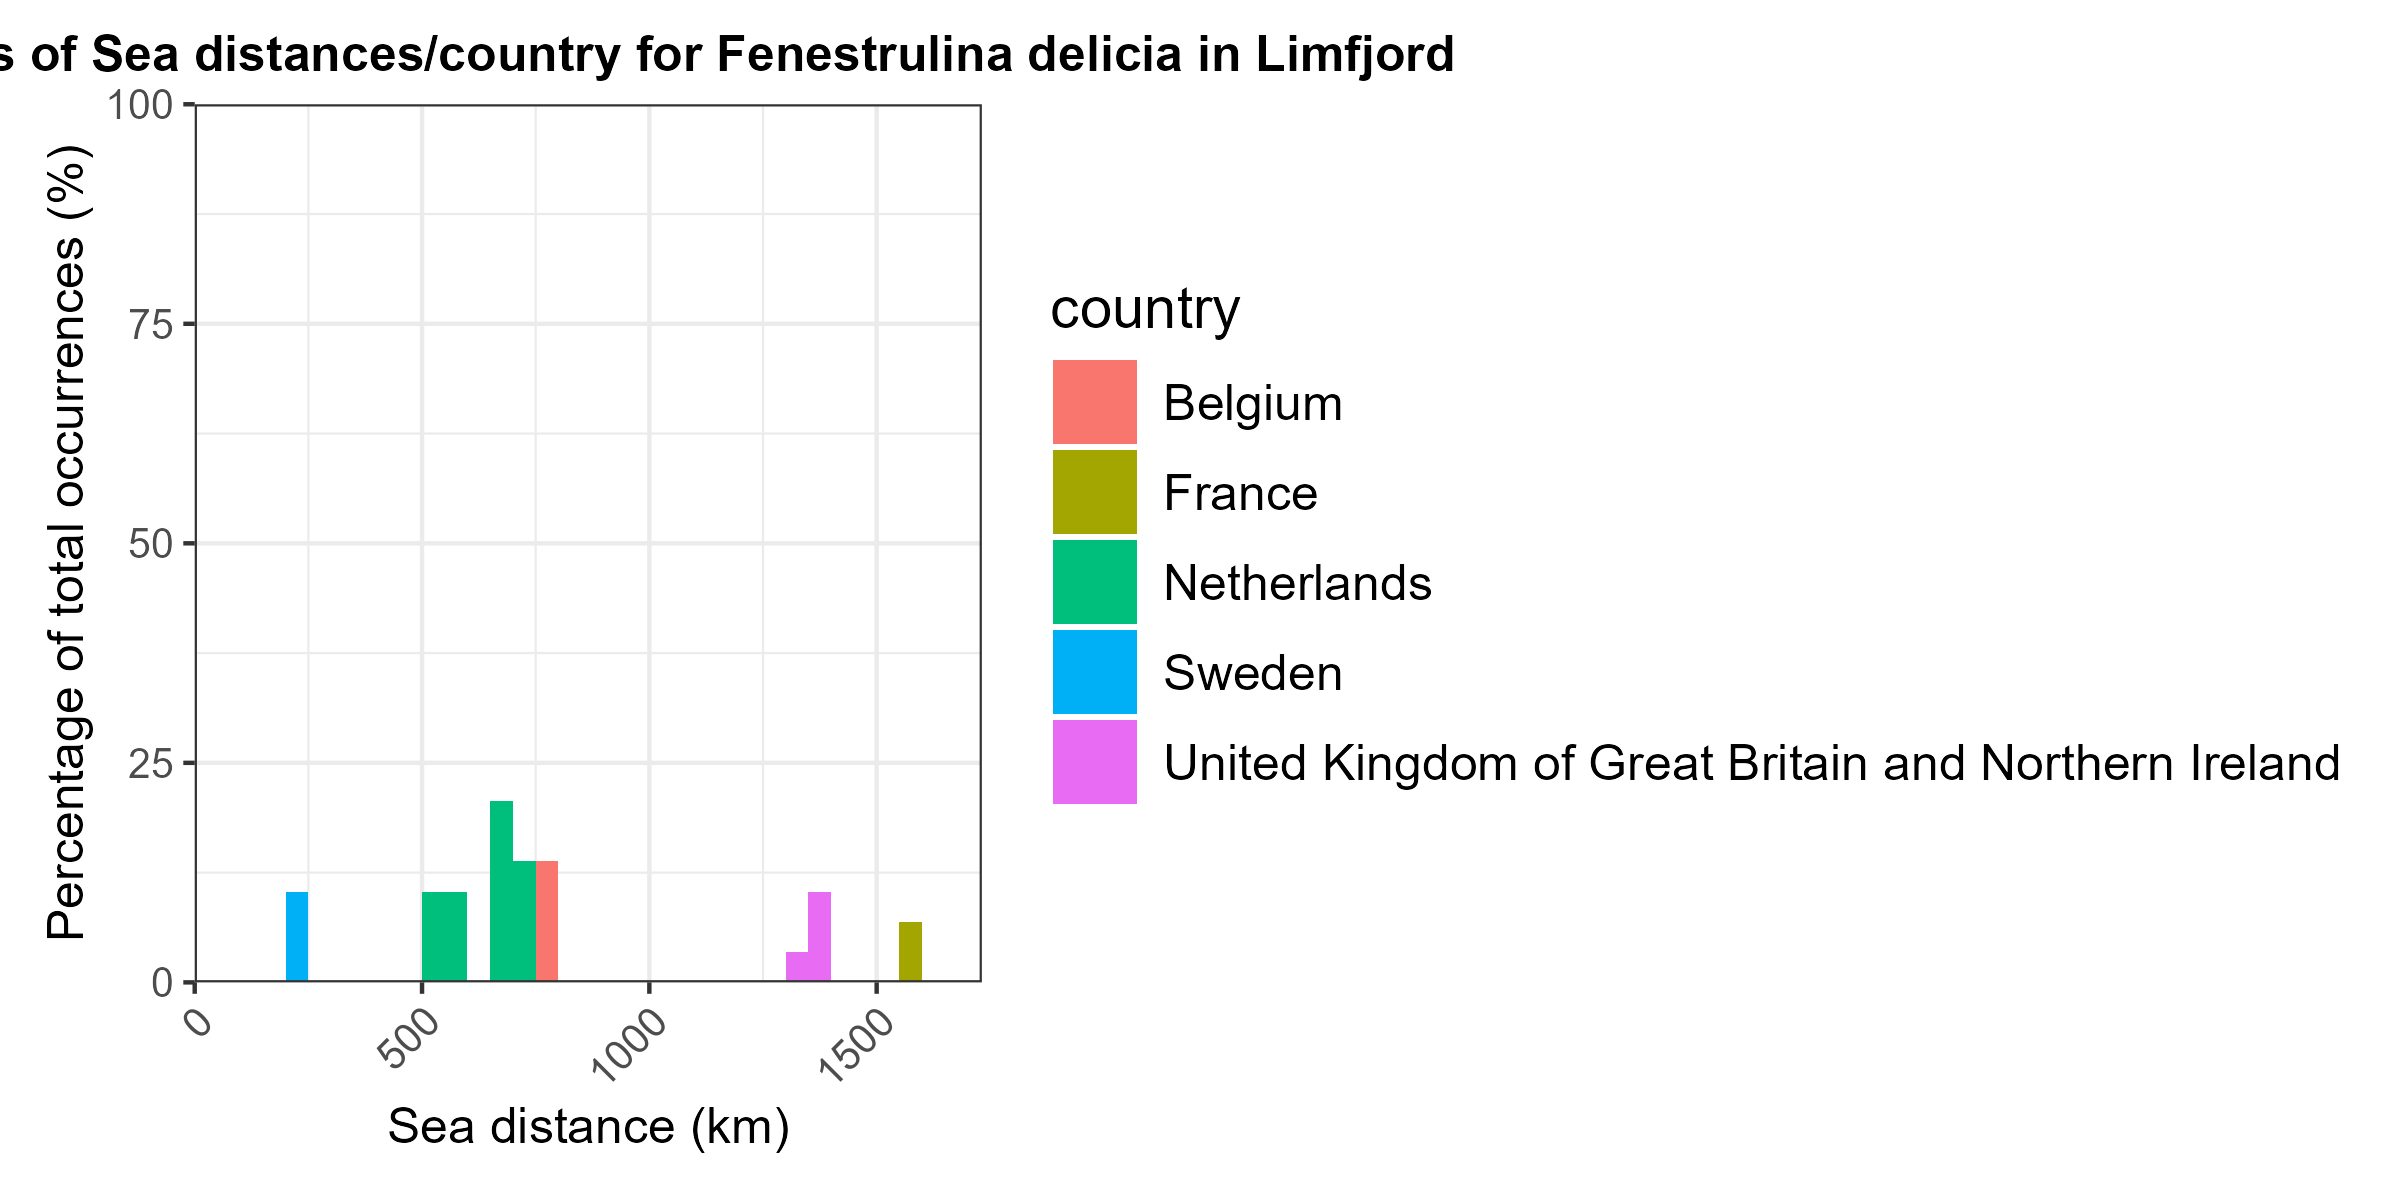 s of Sea distances/country for Fenestrulina delicia in Limfjord
Percentage of total occurrences (%)
100
75
50
25
0
0
500
1000
1500
Sea distance (km)
country
Belgium
France
Netherlands
Sweden
United Kingdom of Great Britain and Northern Ireland